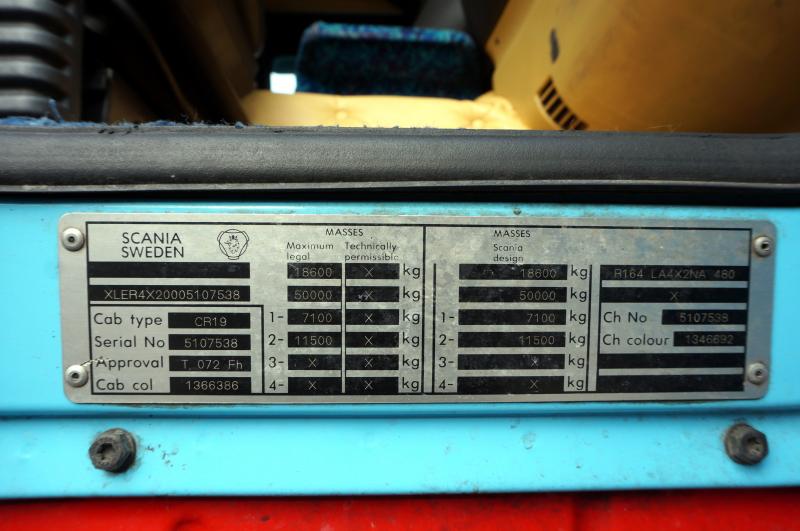 SCANIA
SWEDEN
MASSES
Maximum legal
Technically permissible
MASSES
Scania design
18600 X kg 18600 kg R164 LA4X2NA 480
XLER4X20005107538 50000 X kg 50000 kg X
Cab type CR19 1- 7100 X kg 1- 7100 kg Ch No 5107538
Serial No 5107538 2- 11500 X kg 2- 11500 kg Ch colour 1346692
Approval T 072 Fh 3- X X kg 3- X kg
Cab col 1366386 4- X X kg 4- X kg